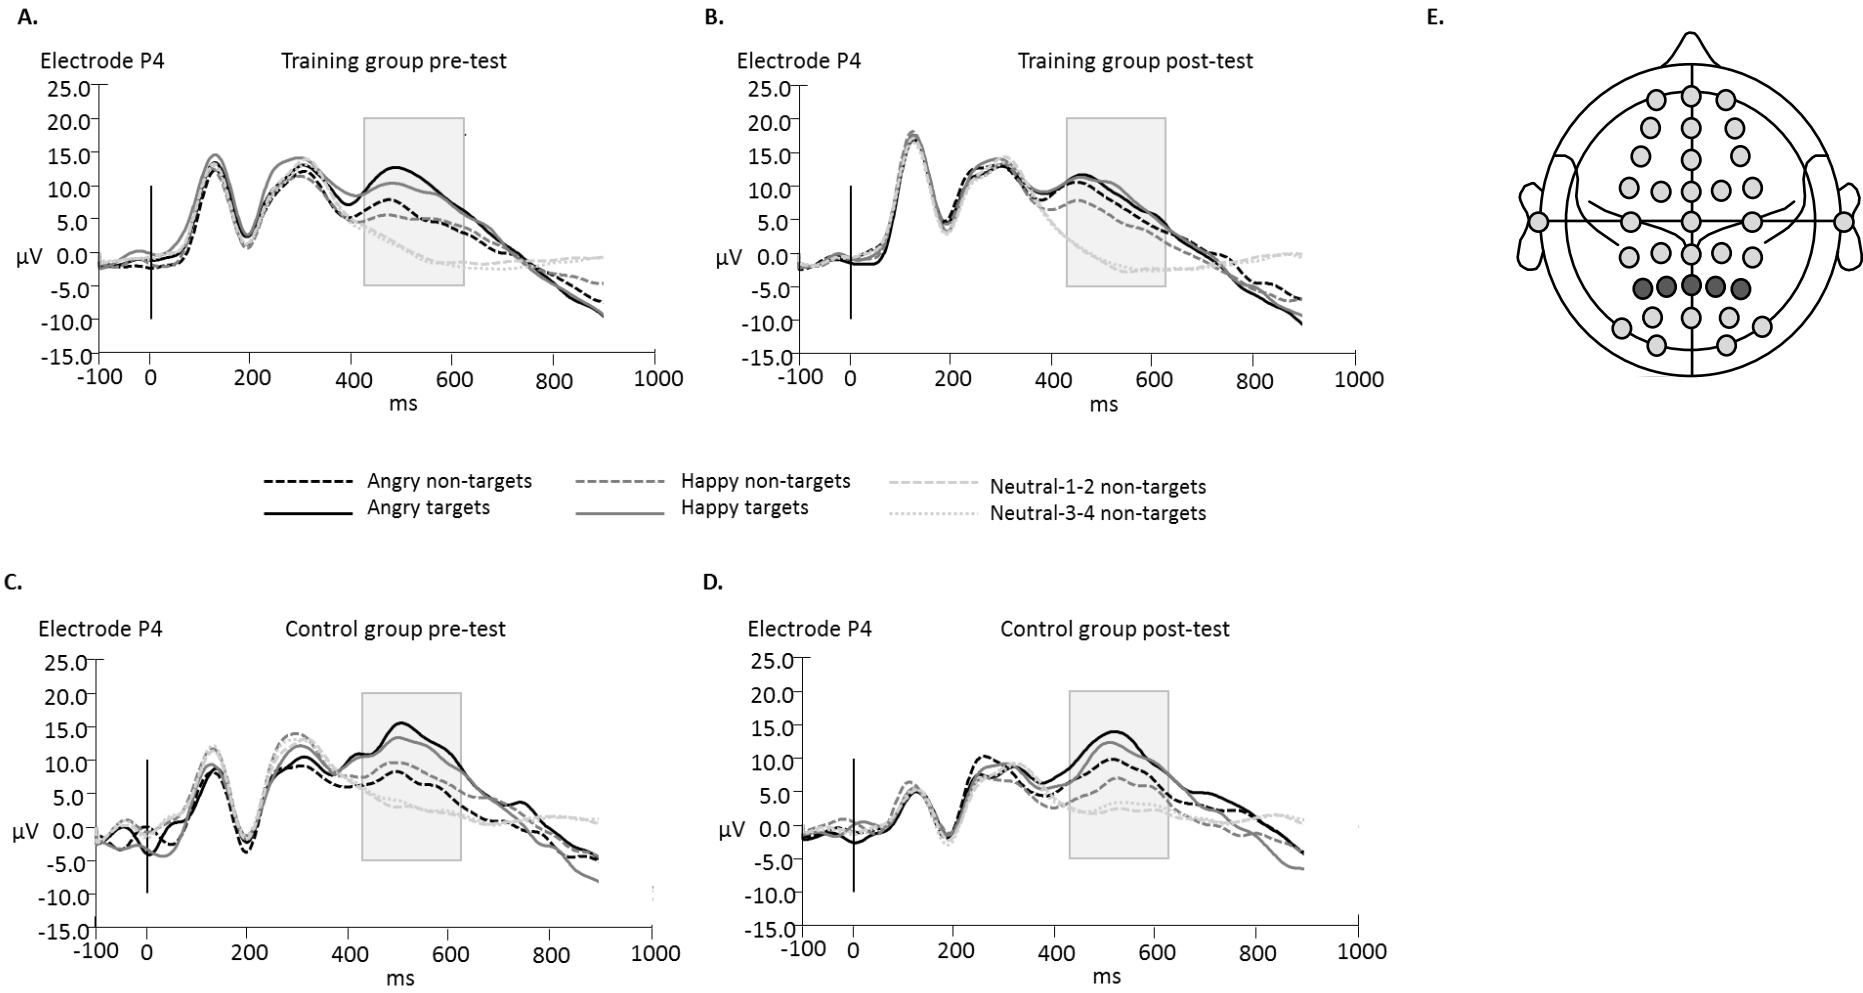 A.
Electrode P4
Training group pre-test
25.0
20.0
15.0
10.0
5.0
0.0
-5.0
-10.0
-15.0
µV
-100 0 200 400 600 800 1000
ms
B.
Electrode P4
Training group post-test
25.0
20.0
15.0
10.0
5.0
0.0
-5.0
-10.0
-15.0
µV
-100 0 200 400 600 800 1000
ms
E.
Angry non-targets
Angry targets
Happy non-targets
Happy targets
Neutral-1-2 non-targets
Neutral-3-4 non-targets
C.
Electrode P4
Control group pre-test
25.0
20.0
15.0
10.0
5.0
0.0
-5.0
-10.0
-15.0
µV
-100 0 200 400 600 800 1000
ms
D.
Electrode P4
Control group post-test
25.0
20.0
15.0
10.0
5.0
0.0
-5.0
-10.0
-15.0
µV
-100 0 200 400 600 800 1000
ms